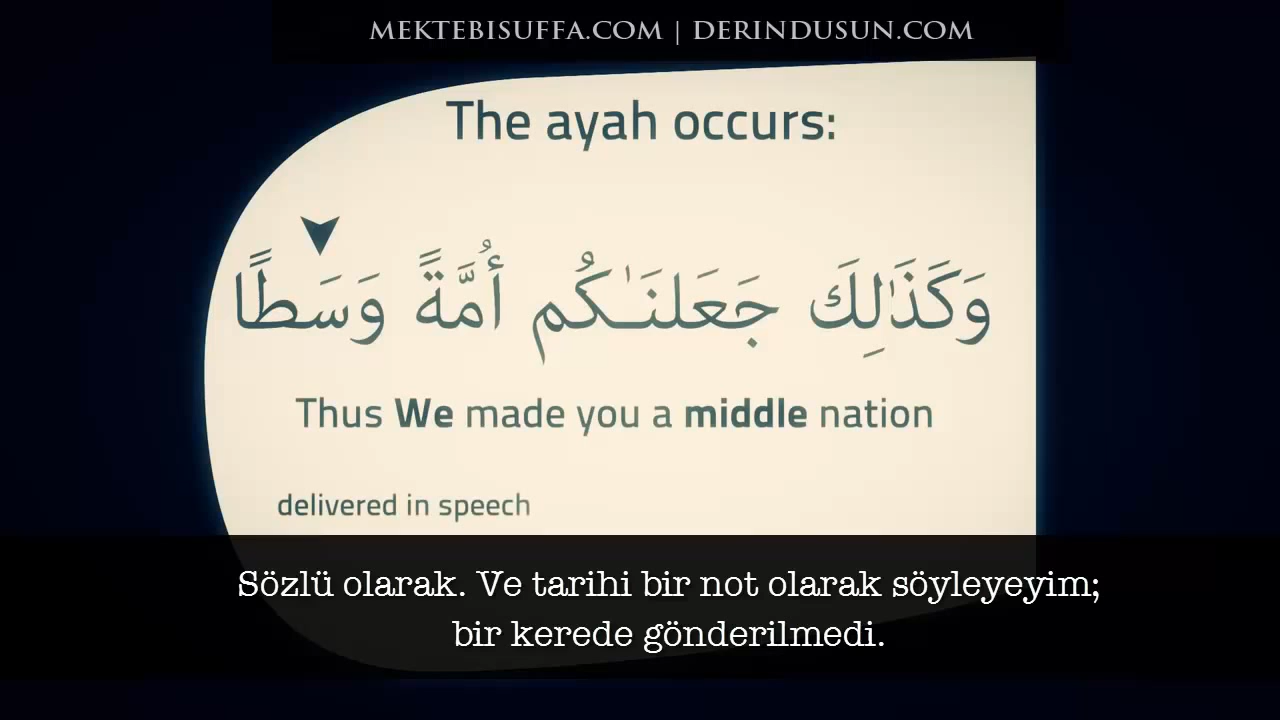 MEKTEBISUFFA.COM | DERINDUSUN.COM
The ayah occurs:
وَكَذَٰلِكَ جَعَلنَـٰكُم أُمَّةً وَسَطًا
Thus We made you a middle nation
delivered in speech
Sözlü olarak. Ve tarihi bir not olarak söyleyeyim;
bir kerede gönderilmedi.